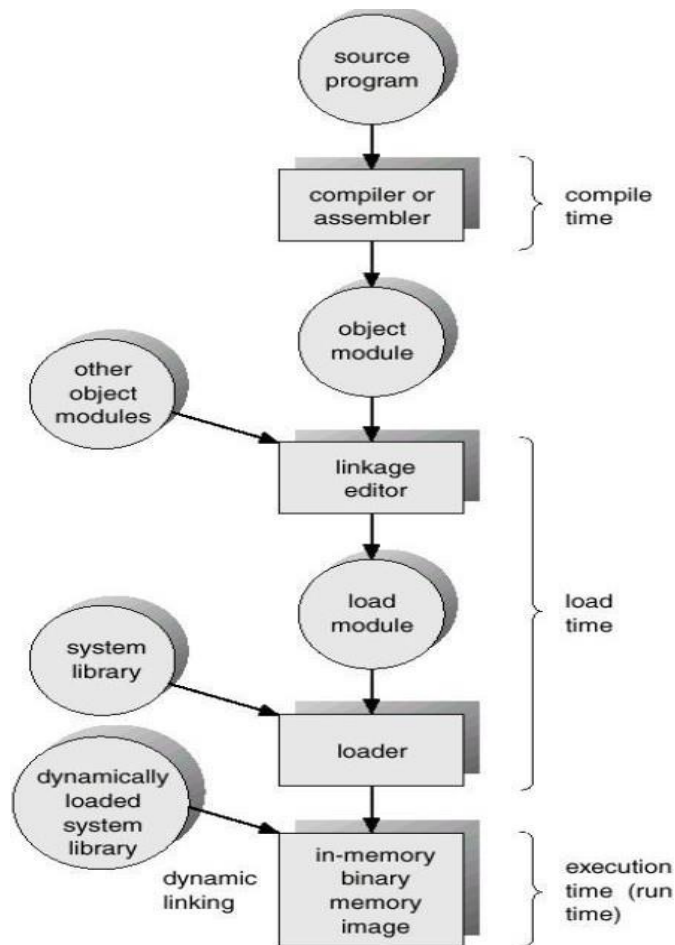 source
program
compiler or
assembler
compile
time
object
module
other
object
modules
linkage
editor
load
module
load
time
system
library
loader
dynamically
loaded
system
library
dynamic
linking
in-memory
binary
memory
image
execution
time (run
time)